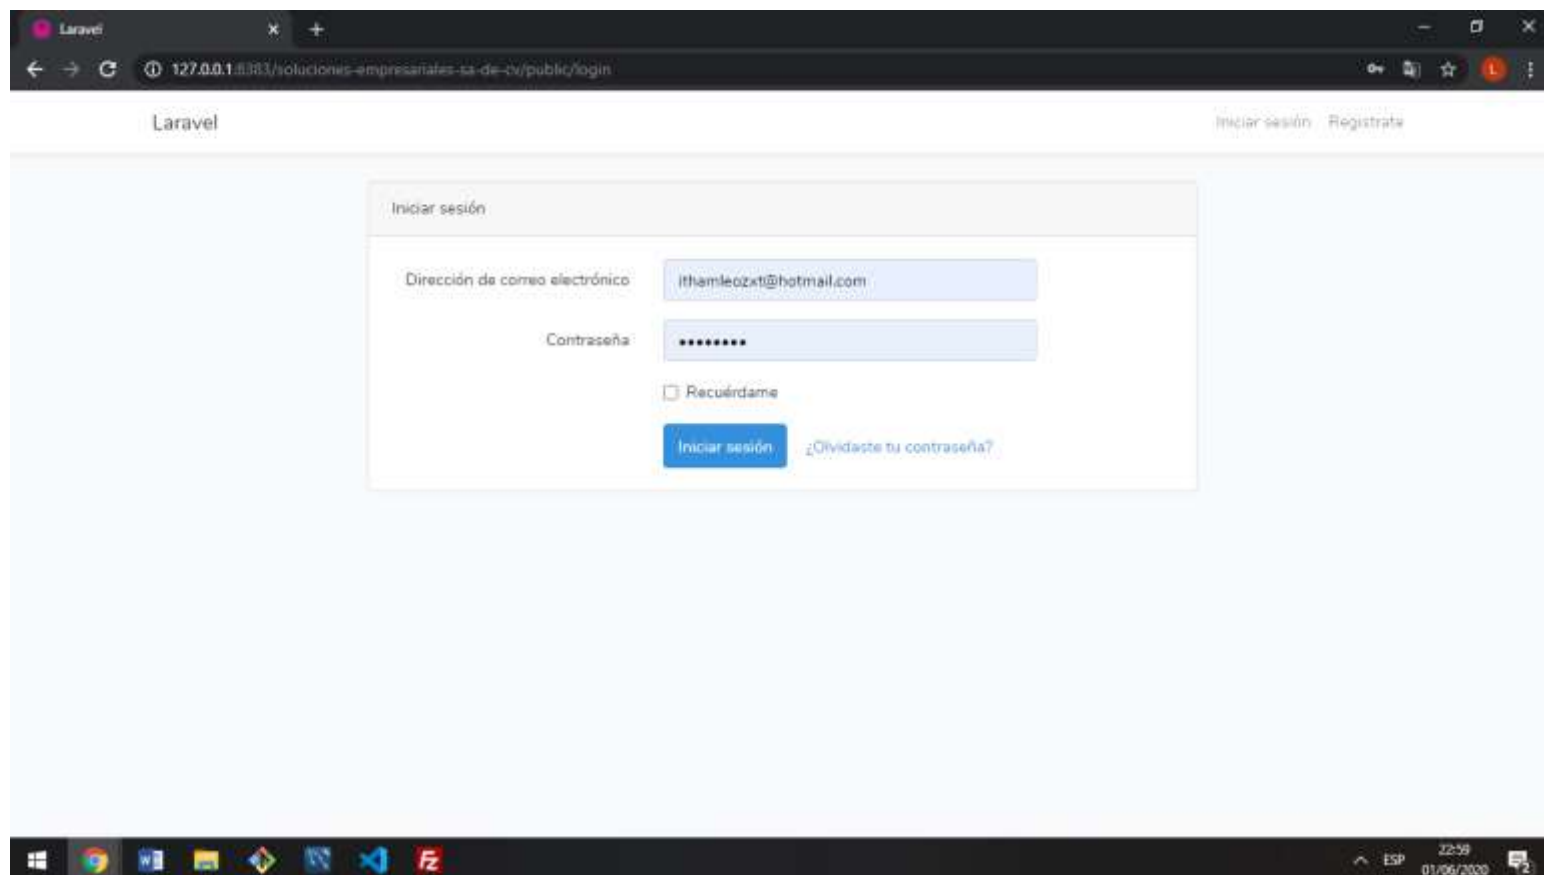 Laravel
127.0.0.1:8383/soluciones-empresariales-sa-de-cv/public/login
L
Laravel
Iniciar sesión Registrate
Iniciar sesión
Dirección de correo electrónico
ithamleozxt@hotmail.com
Contraseña
Recuérdame
Iniciar sesión ¿Olvidaste tu contraseña?
ESP
22:59
01/06/2020
2